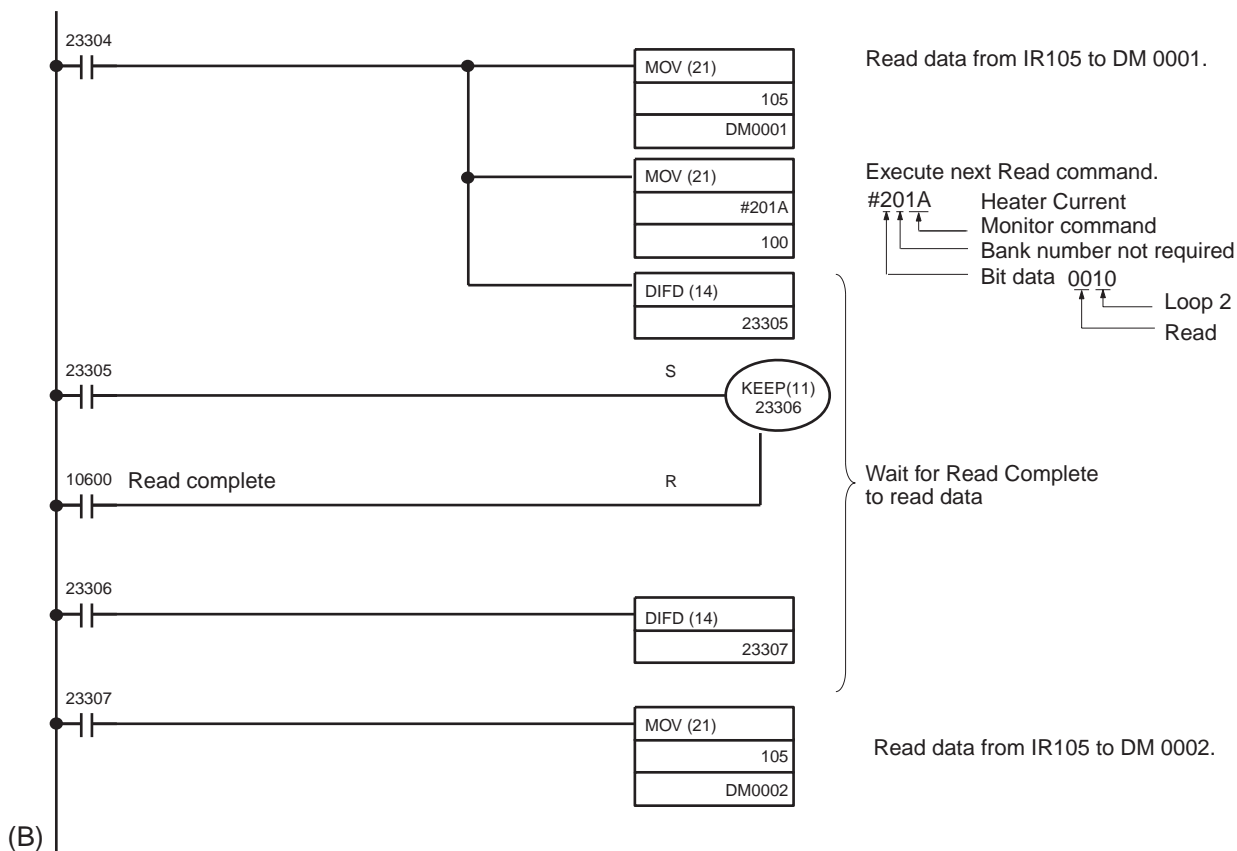 23304
MOV (21)
105
DM0001
Read data from IR105 to DM 0001.
MOV (21)
#201A
100
Execute next Read command.
#201A Heater Current
Monitor command
Bank number not required
Bit data 0010
Loop 2
Read
DIFD (14)
23305
23305
S
KEEP(11)
23306
10600 Read complete
R
Wait for Read Complete
to read data
23306
DIFD (14)
23307
23307
MOV (21)
105
DM0002
Read data from IR105 to DM 0002.
(B)